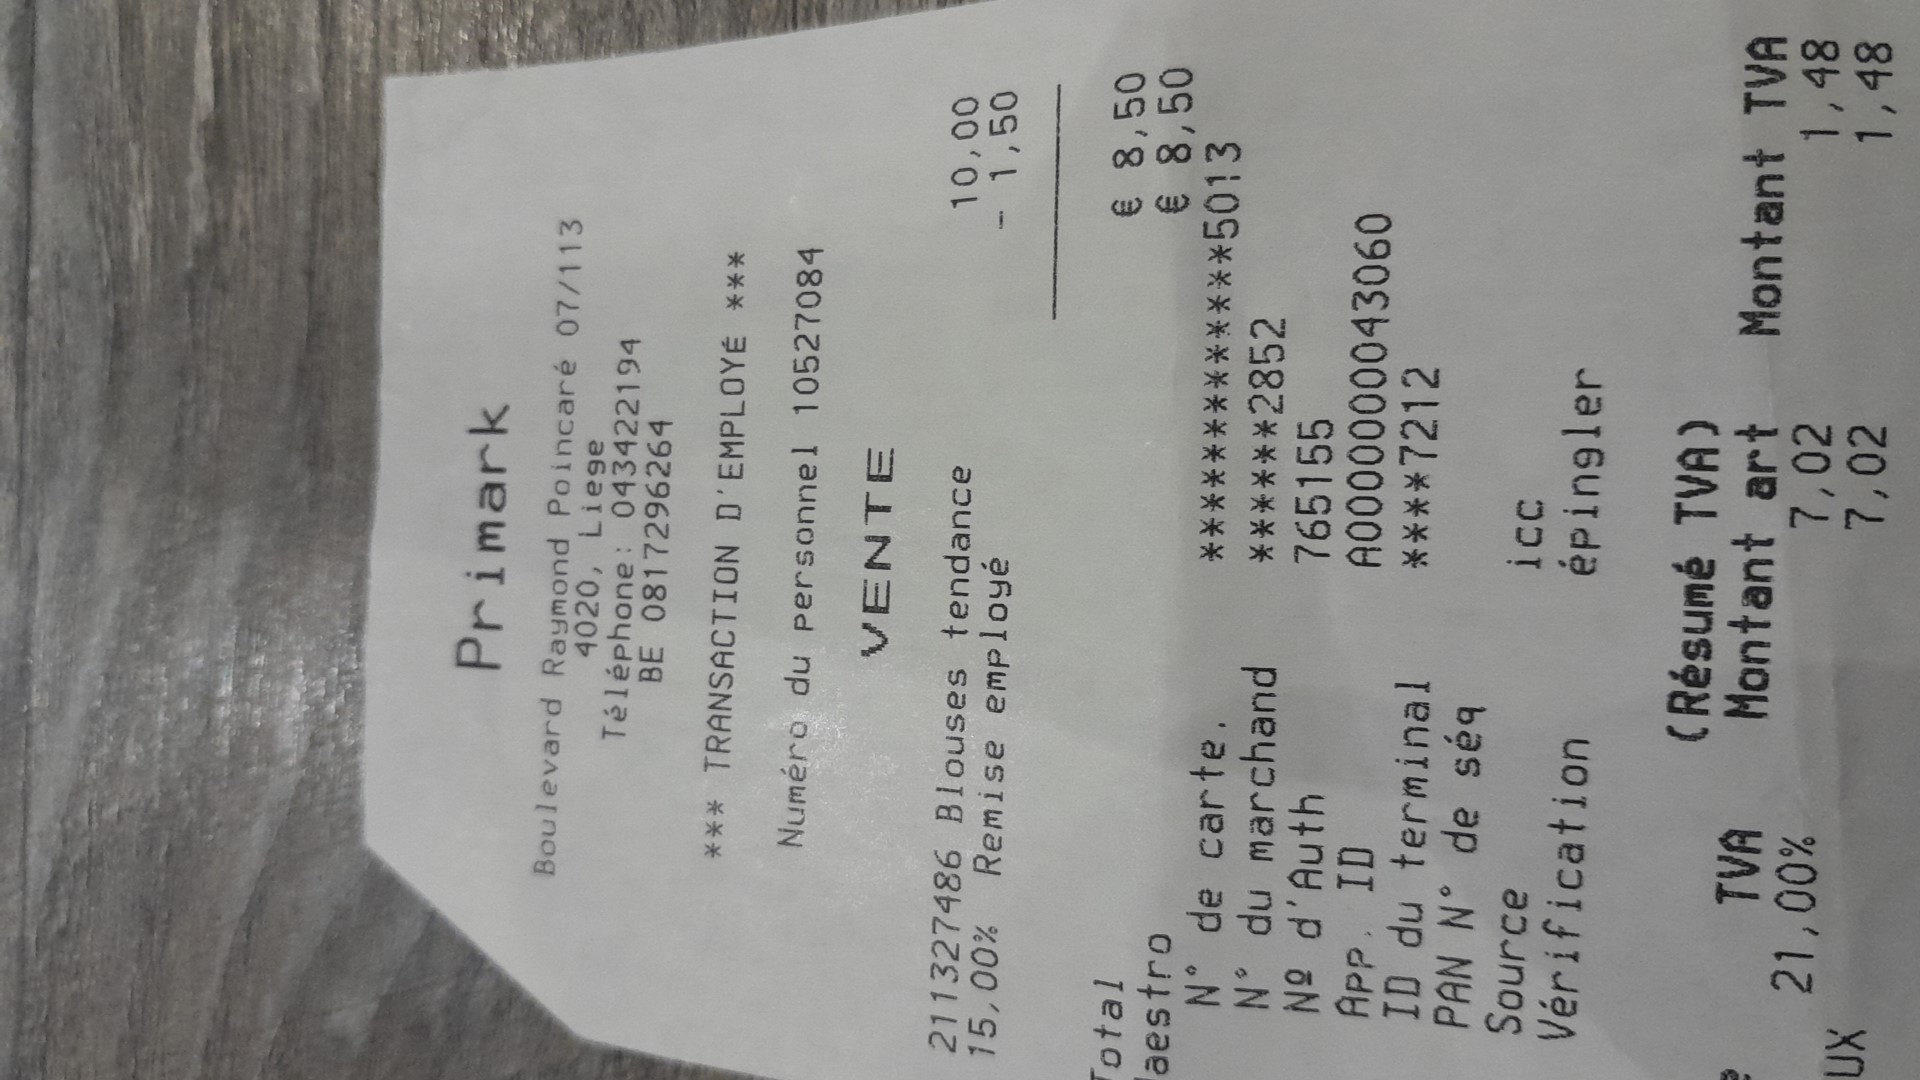 Primark
Boulevard Raymond Poincaré 07/113
4020, Liege
Téléphone: 043422194
BE 0817296264
*** TRANSACTION D'EMPLOYÉ ***
Numéro du personnel 10527084
VENTE
211327486 Blouses tendance 10,00
15,00% Remise employé - 1,50
Total € 8,50
aestro € 8,50
N° de carte. ***************5013
N° du marchand ******2852
Nº d'Auth 765155
App. ID A0000000043060
ID du terminal ****7212
PAN N° de séq
Source icc
Vérification épingler
(Résumé TVA)
TVA Montant art Montant TVA
21,00% 7,02 1,48
UX 7,02 1,48